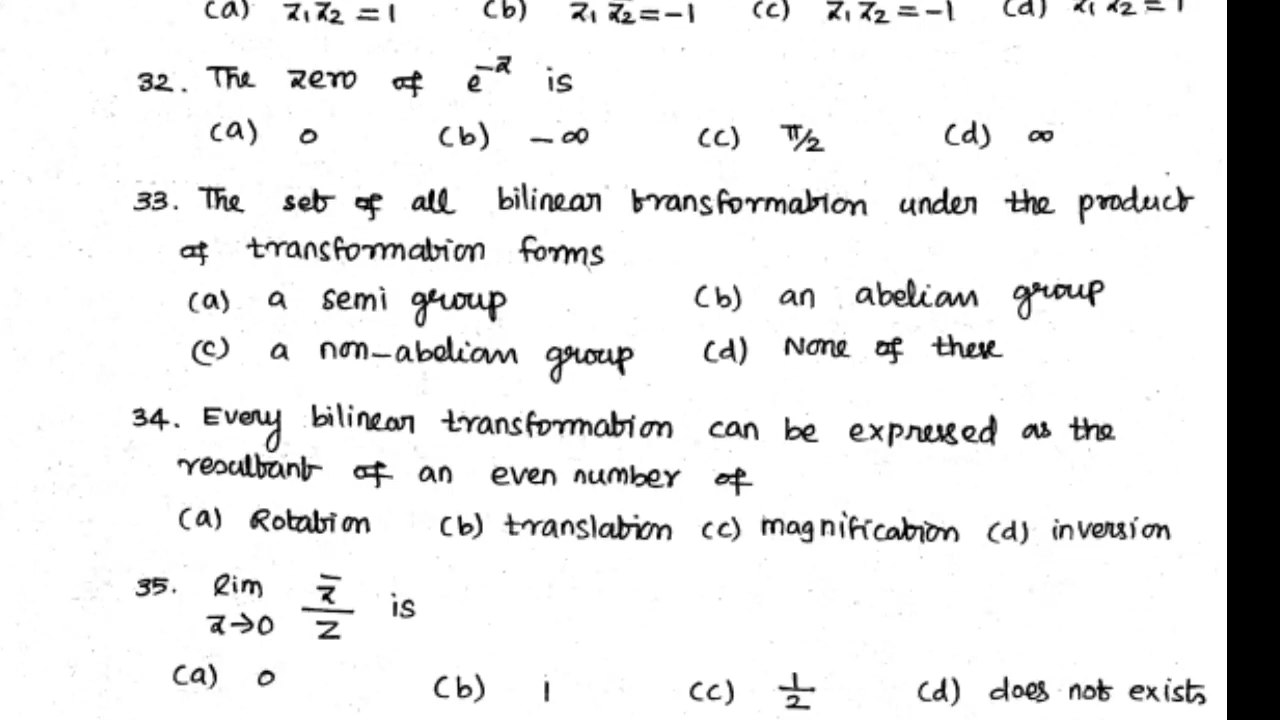 (a) z₁z₂ = 1 (b) z₁z̄₂ = -1 (c) z₁z₂ = -1 (d)
32. The zero of e^-z is
(a) 0 (b) -∞ (c) π/2 (d) ∞
33. The set of all bilinear transformation under the product
of transformation forms
(a) a semi group (b) an abelian group
(c) a non-abelian group (d) None of these
34. Every bilinear transformation can be expressed as the
resultant of an even number of
(a) Rotation (b) translation (c) magnification (d) inversion
35. lim z→0 z̄/z is
(a) 0 (b) 1 (c) 1/2 (d) does not exists